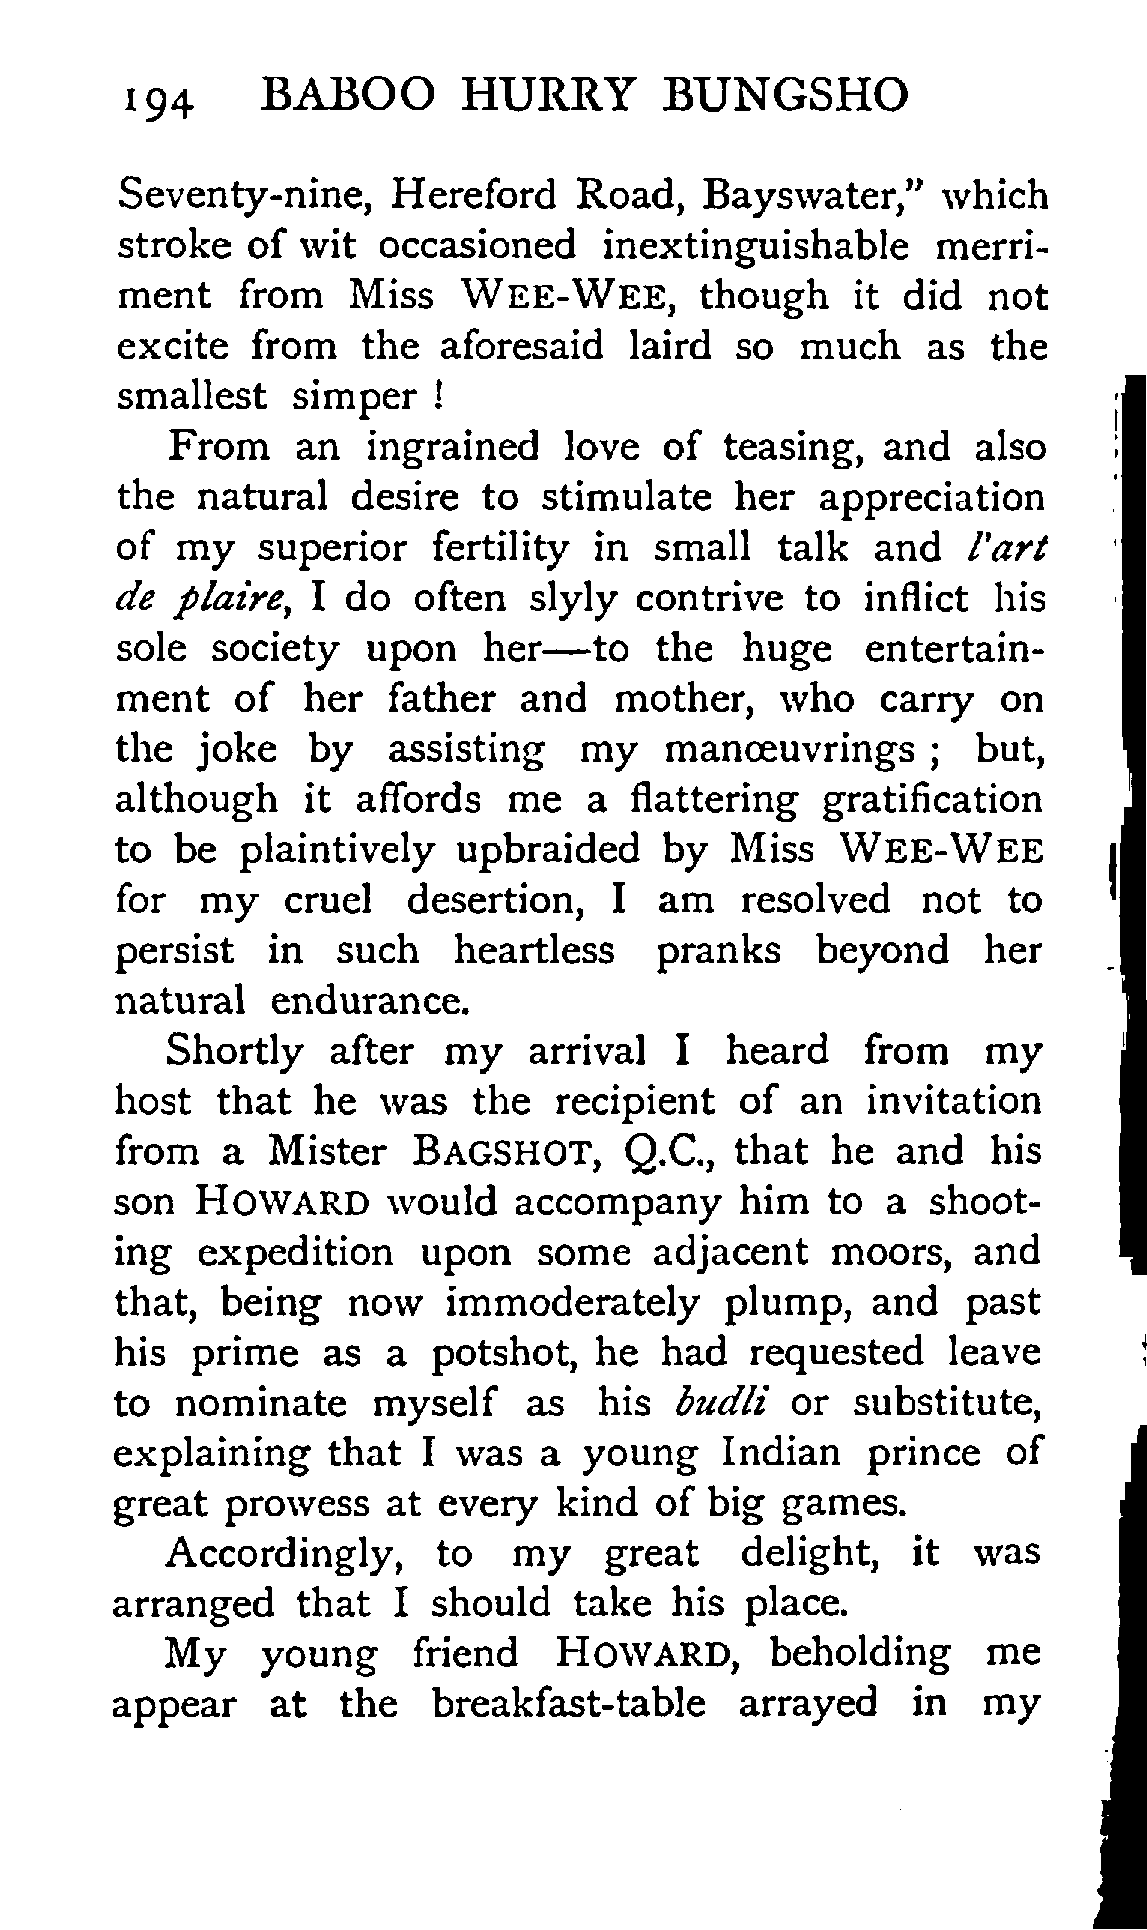 194 BABOO HURRY BUNGSHO
Seventy-nine, Hereford Road, Bayswater,” which
stroke of wit occasioned inextinguishable merri-
ment from Miss WEE-WEE, though it did not
excite from the aforesaid laird so much as the
smallest simper !
From an ingrained love of teasing, and also
the natural desire to stimulate her appreciation
of my superior fertility in small talk and l'art
de plaire, I do often slyly contrive to inflict his
sole society upon her—to the huge entertain-
ment of her father and mother, who carry on
the joke by assisting my manœuvrings ; but,
although it affords me a flattering gratification
to be plaintively upbraided by Miss WEE-WEE
for my cruel desertion, I am resolved not to
persist in such heartless pranks beyond her
natural endurance.
Shortly after my arrival I heard from my
host that he was the recipient of an invitation
from a Mister BAGSHOT, Q.C., that he and his
son HOWARD would accompany him to a shoot-
ing expedition upon some adjacent moors, and
that, being now immoderately plump, and past
his prime as a potshot, he had requested leave
to nominate myself as his budli or substitute,
explaining that I was a young Indian prince of
great prowess at every kind of big games.
Accordingly, to my great delight, it was
arranged that I should take his place.
My young friend HOWARD, beholding me
appear at the breakfast-table arrayed in my